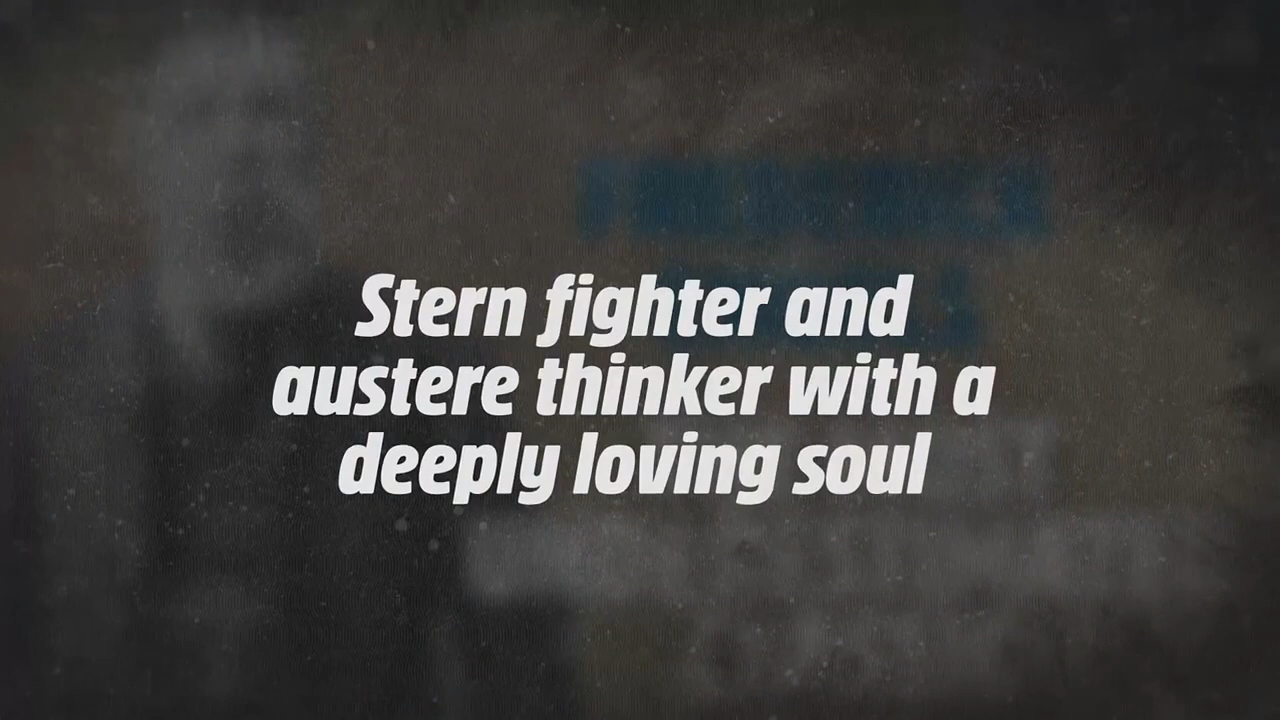 Stern fighter and
austere thinker with a
deeply loving soul